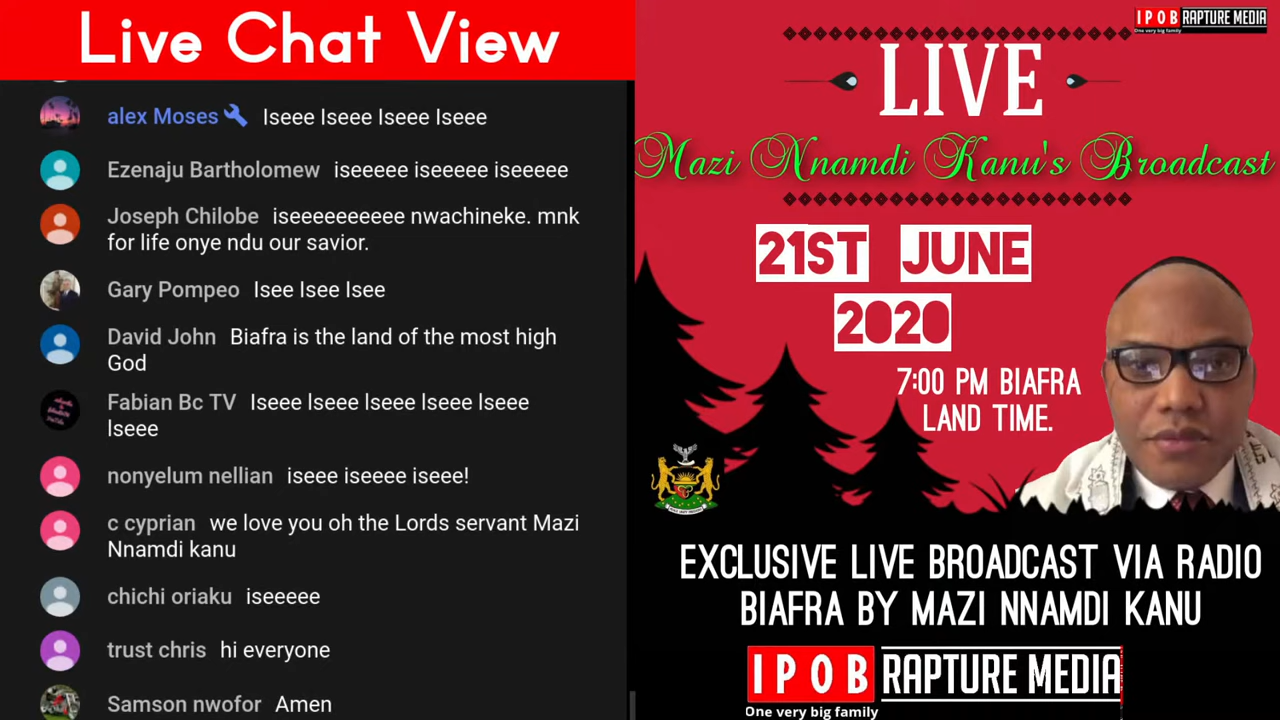 Live Chat View
alex Moses Iseee Iseee Iseee Iseee
Ezenaju Bartholomew iseeeee iseeeee iseeeee
Joseph Chilobe iseeeeeeeeee nwachineke. mnk
for life onye ndu our savior.
Gary Pompeo Isee Isee Isee
David John Biafra is the land of the most high
God
Fabian Bc TV Iseee Iseee Iseee Iseee Iseee
Iseee
nonyelum nellian iseee iseeee iseee!
c cyprian we love you oh the Lords servant Mazi
Nnamdi kanu
chichi oriaku iseeeee
trust chris hi everyone
Samson nwofor Amen
IPOB RAPTURE MEDIA
One very big family
LIVE
Mazi Nnamdi Kanu's Broadcast
21ST JUNE
2020
7:00 PM BIAFRA
LAND TIME.
EXCLUSIVE LIVE BROADCAST VIA RADIO
BIAFRA BY MAZI NNAMDI KANU
IPOB RAPTURE MEDIA
One very big family